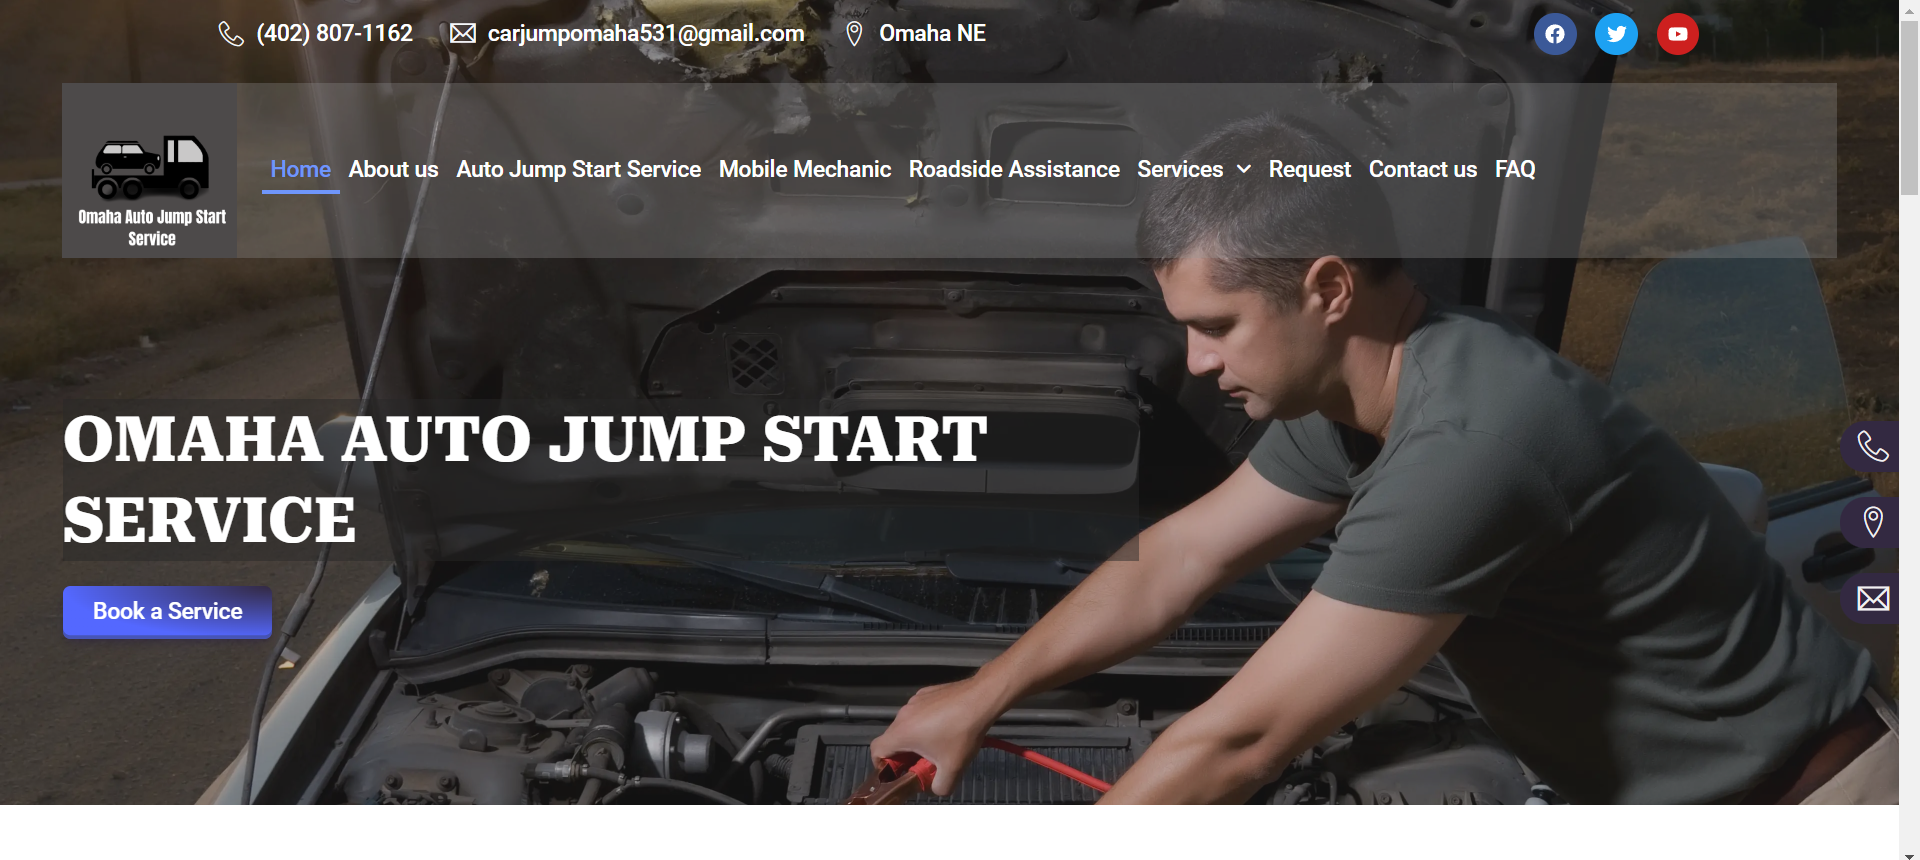 (402) 807-1162 carjumpomaha531@gmail.com Omaha NE
Omaha Auto Jump Start
Service
Home About us Auto Jump Start Service Mobile Mechanic Roadside Assistance Services Request Contact us FAQ
OMAHA AUTO JUMP START
SERVICE
Book a Service